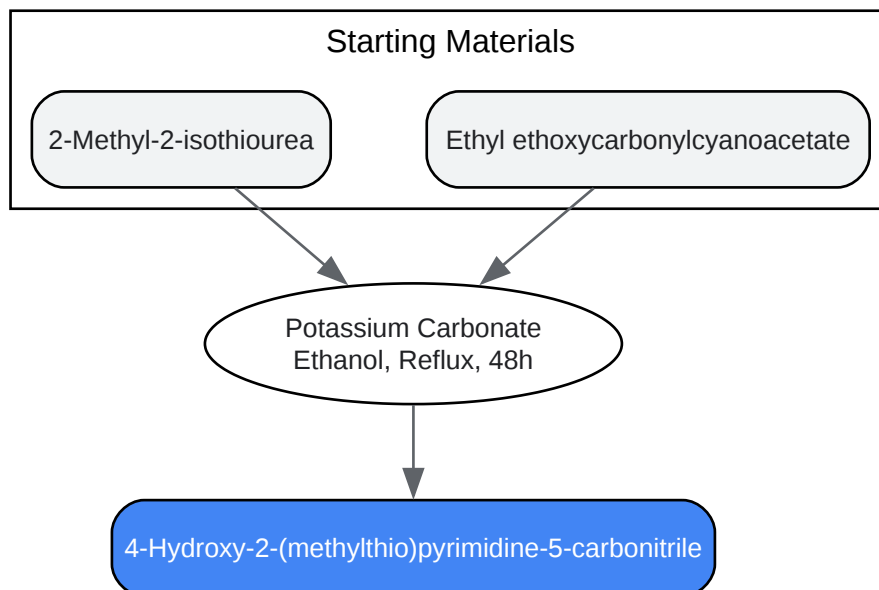 Starting Materials
2-Methyl-2-isothiourea
Ethyl ethoxycarbonylcyanoacetate
Potassium Carbonate
Ethanol, Reflux, 48h
4-Hydroxy-2-(methylthio)pyrimidine-5-carbonitrile